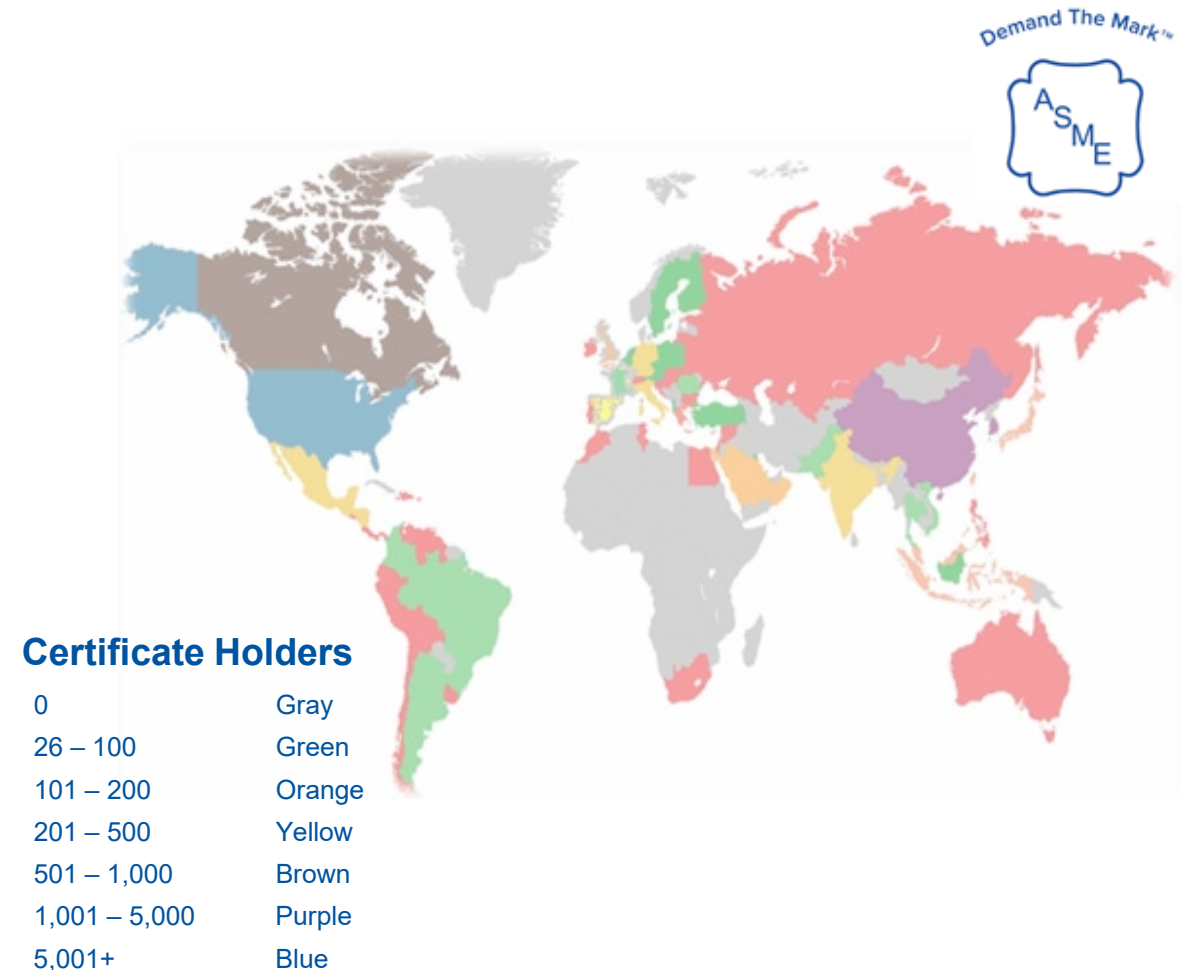 Demand The Mark™
ASME
Certificate Holders
0 Gray
26 – 100 Green
101 – 200 Orange
201 – 500 Yellow
501 – 1,000 Brown
1,001 – 5,000 Purple
5,001+ Blue